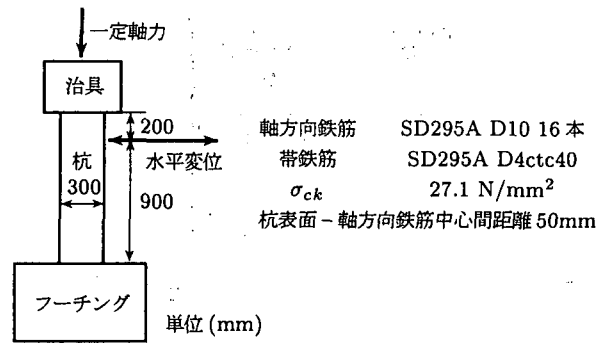 一定軸力
治具
200
杭
水平変位
300
900
フーチング
単位 (mm)
軸方向鉄筋 SD295A D10 16 本
帯鉄筋 SD295A D4ctc40
σck 27.1 N/mm²
杭表面 – 軸方向鉄筋中心間距離 50mm